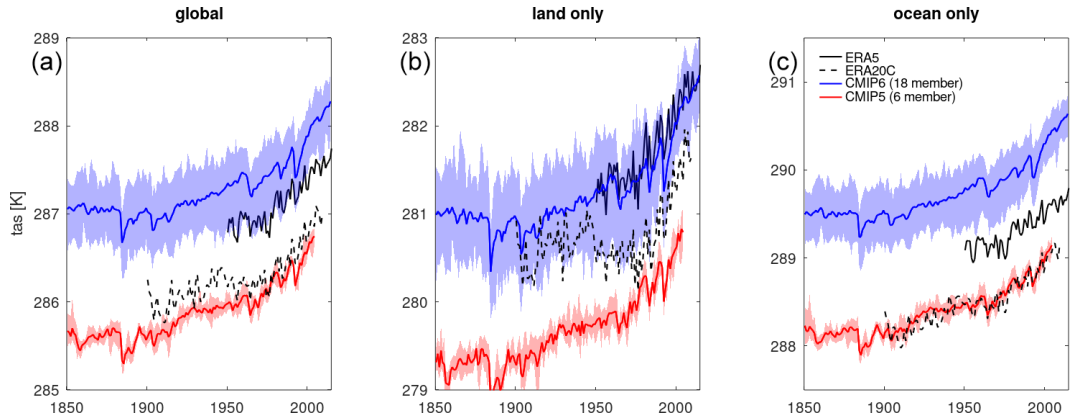 global
land only
ocean only
(a)
(b)
(c)
ERA5
ERA20C
CMIP6 (18 member)
CMIP5 (6 member)
tas [K]
289
288
287
286
285
283
282
281
280
279
291
290
289
288
1850 1900 1950 2000
1850 1900 1950 2000
1850 1900 1950 2000